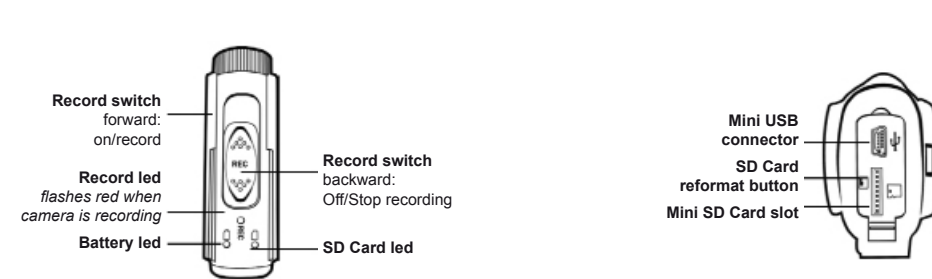 Record switch
forward:
on/record
Record led
flashes red when
camera is recording
Battery led
REC
REC
Record switch
backward:
Off/Stop recording
SD Card led
Mini USB
connector
SD Card
reformat button
Mini SD Card slot